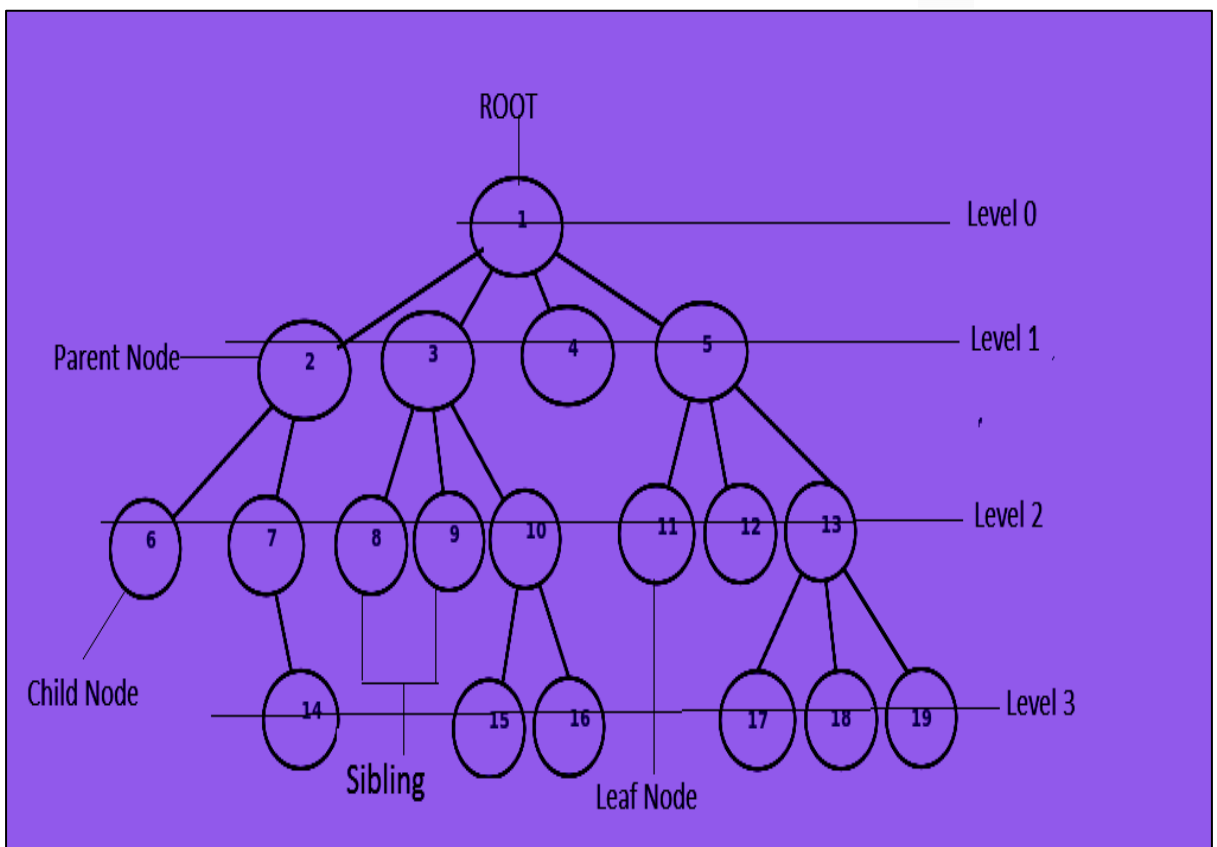 ROOT
1
Level 0
Parent Node
2
3
4
5
Level 1
6
7
8
9
10
11
12
13
Level 2
Child Node
14
15
16
17
18
19
Level 3
Sibling
Leaf Node